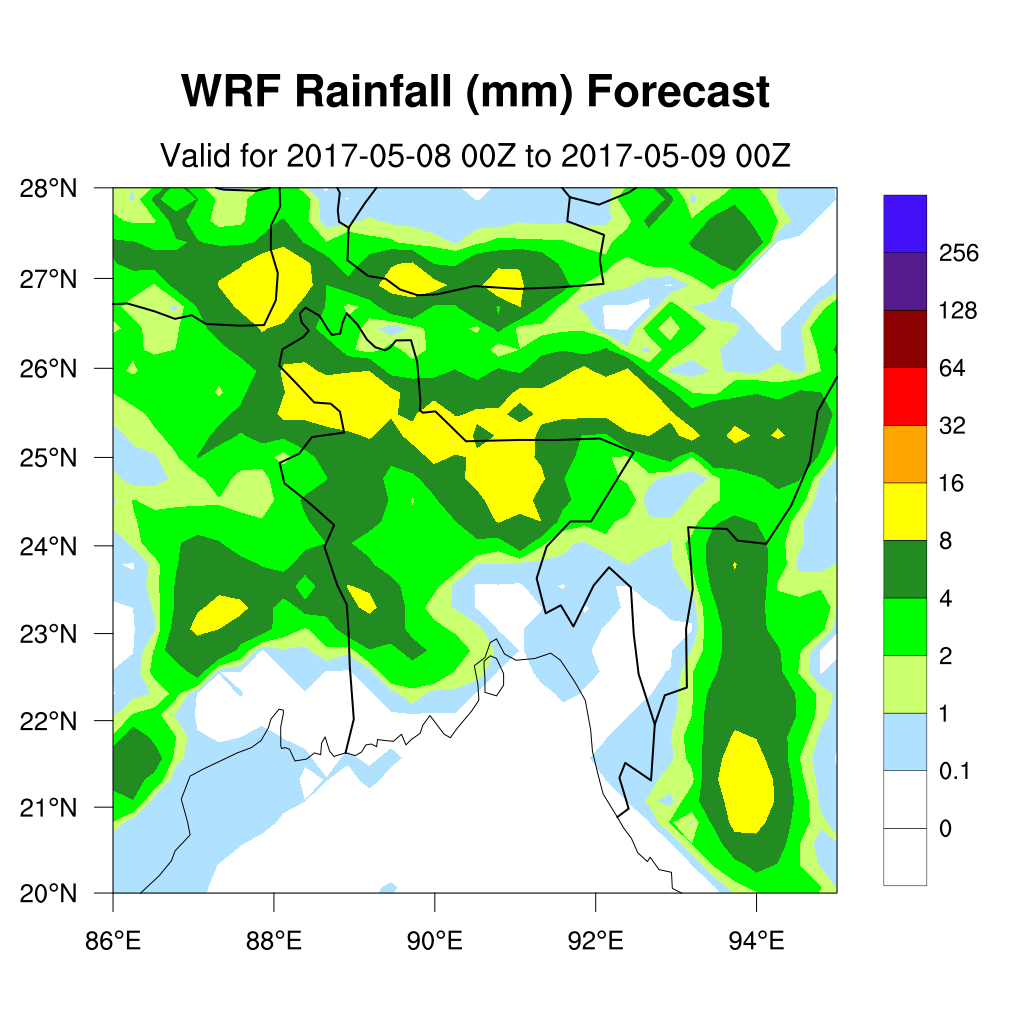 WRF Rainfall (mm) Forecast
Valid for 2017-05-08 00Z to 2017-05-09 00Z
28°N
27°N
26°N
25°N
24°N
23°N
22°N
21°N
20°N
86°E 88°E 90°E 92°E 94°E
256
128
64
32
16
8
4
2
1
0.1
0